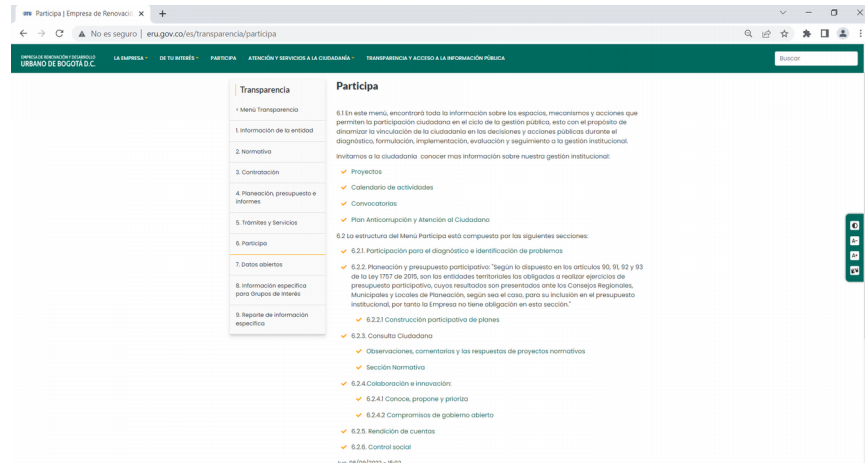 eru Participa | Empresa de Renovació
No es seguro | eru.gov.co/es/transparencia/participa
EMPRESA DE RENOVACIÓN Y DESARROLLO
URBANO DE BOGOTÁ D.C.
LA EMPRESA
DE TU INTERÉS
PARTICIPA
ATENCIÓN Y SERVICIOS A LA CIUDADANÍA
TRANSPARENCIA Y ACCESO A LA INFORMACIÓN PÚBLICA
Buscar
Transparencia
< Menú Transparencia
1. Información de la entidad
2. Normativa
3. Contratación
4. Planeación, presupuesto e
informes
5. Trámites y Servicios
6. Participa
7. Datos abiertos
8. Información específica
para Grupos de Interés
9. Reporte de información
específica
Participa
6.1 En este menú, encontrará toda la información sobre los espacios, mecanismos y acciones que
permiten la participación ciudadana en el ciclo de la gestión pública, esto con el propósito de
dinamizar la vinculación de la ciudadanía en las decisiones y acciones públicas durante el
diagnóstico, formulación, implementación, evaluación y seguimiento a la gestión institucional.
Invitamos a la ciudadanía conocer mas información sobre nuestra gestión institucional:
Proyectos
Calendario de actividades
Convocatorias
Plan Anticorrupción y Atención al Ciudadano
6.2 La estructura del Menú Participa está compuesta por las siguientes secciones:
6.2.1. Participación para el diagnóstico e identificación de problemas
6.2.2. Planeación y presupuesto participativo: "Según lo dispuesto en los artículos 90, 91, 92 y 93
de la Ley 1757 de 2015, son las entidades territoriales las obligadas a realizar ejercicios de
presupuesto participativo, cuyos resultados son presentados ante los Consejos Regionales,
Municipales y Locales de Planeación, según sea el caso, para su inclusión en el presupuesto
institucional, por tanto la Empresa no tiene obligación en esta sección."
6.2.2.1 Construcción participativa de planes
6.2.3. Consulta Ciudadana
Observaciones, comentarios y las respuestas de proyectos normativos
Sección Normativa
6.2.4.Colaboración e innovación:
6.2.4.1 Conoce, propone y prioriza
6.2.4.2 Compromisos de gobierno abierto
6.2.5. Rendición de cuentas
6.2.6. Control social
A-
A+